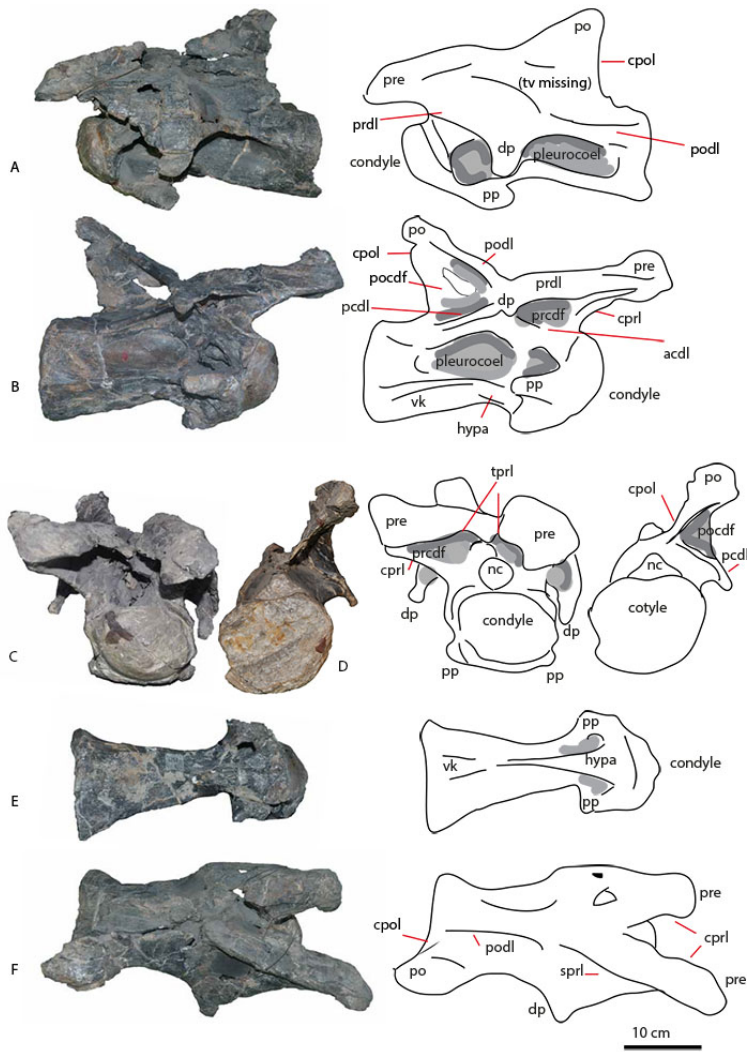 po
cpol
pre
(tv missing)
prdl
condyle
dp
pleurocoel
podl
pp
A
po
cpol
podl
pre
pocdf
prdl
dp
pcdl
prcdf
cprl
acdl
pleurocoel
pp
condyle
vk
hypa
B
tprl
po
cpol
pre
pre
pocdf
prcdf
pcdl
cprl
nc
nc
dp
condyle
cotyle
dp
C
D
pp
pp
pp
vk
hypa
condyle
E
pp
pre
cpol
cprl
podl
po
sprl
pre
F
dp
10 cm